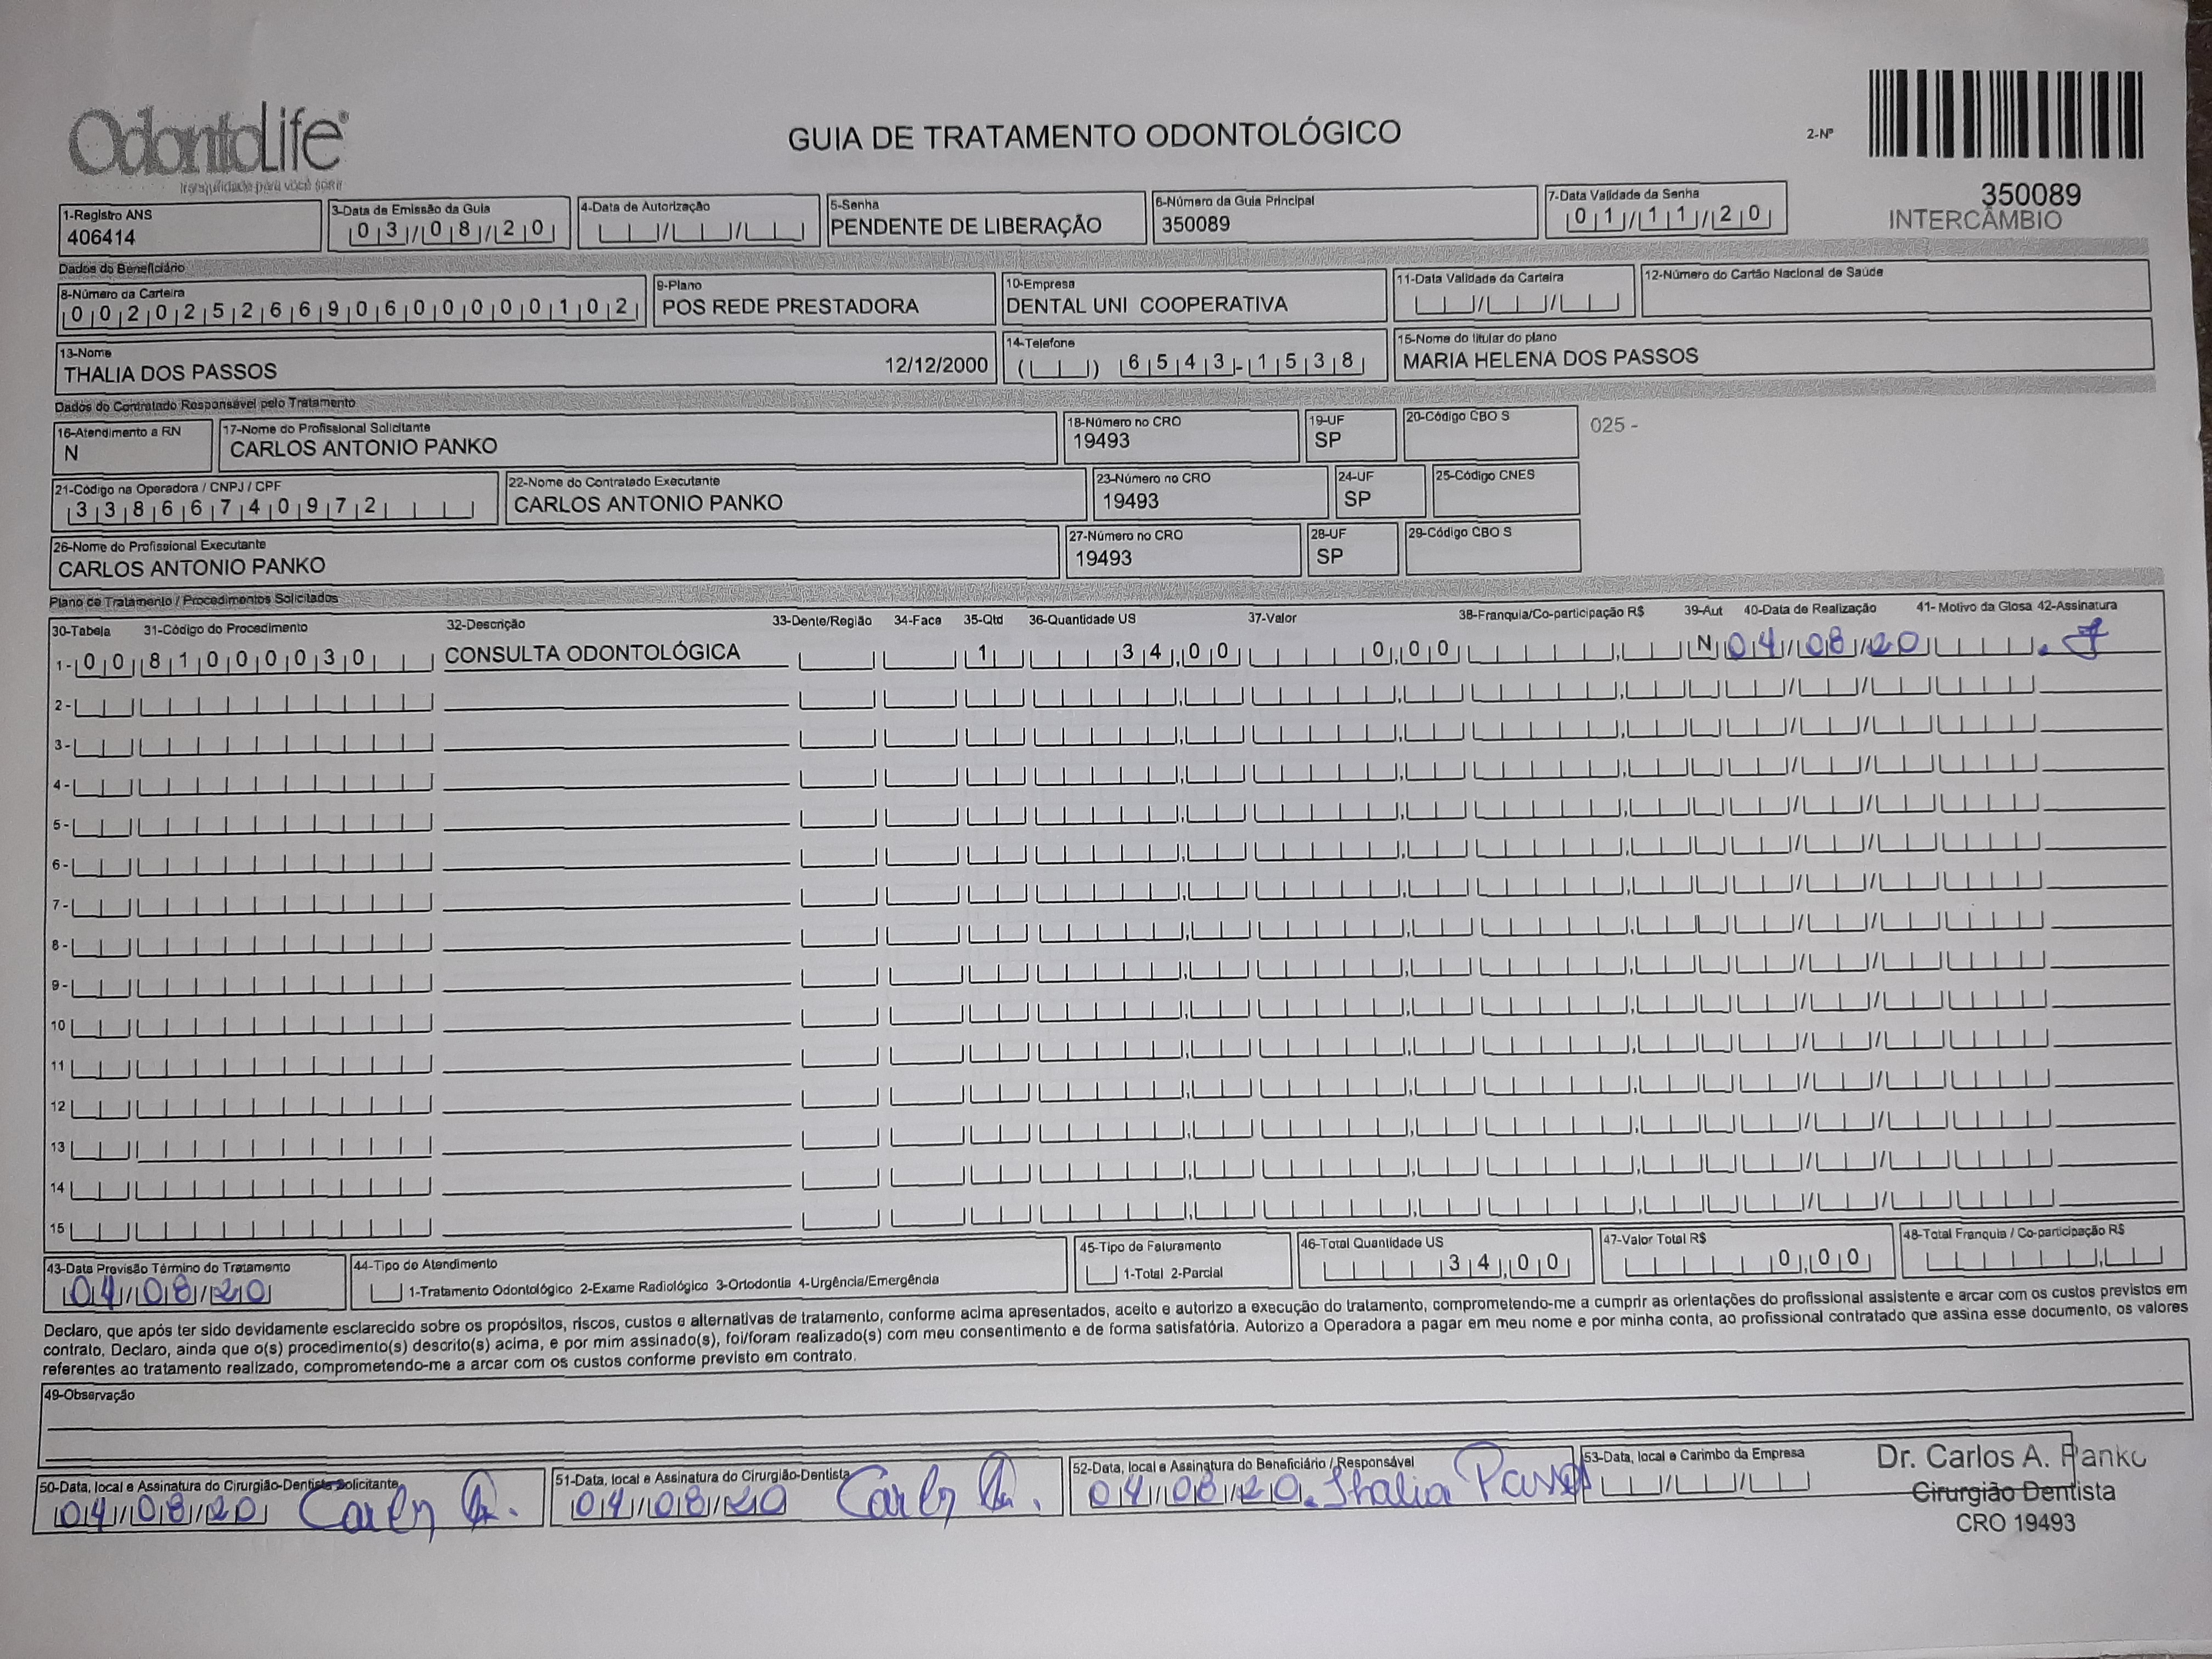 OdontoLife®
tranquilidade para você sorrir
GUIA DE TRATAMENTO ODONTOLÓGICO
2-Nº
350089
INTERCÂMBIO
1-Registro ANS
406414
3-Data de Emissão da Guia
03/08/20
4-Data de Autorização
5-Senha
PENDENTE DE LIBERAÇÃO
6-Número da Guia Principal
350089
7-Data Validade da Senha
01/11/20
Dados do Beneficiário
8-Número da Carteira
00202526690600000102
9-Plano
POS REDE PRESTADORA
10-Empresa
DENTAL UNI COOPERATIVA
11-Data Validade da Carteira
12-Número do Cartão Nacional de Saúde
13-Nome
THALIA DOS PASSOS 12/12/2000
14-Telefone
( ) 6543-1538
15-Nome do titular do plano
MARIA HELENA DOS PASSOS
Dados do Contratado Responsável pelo Tratamento
16-Atendimento a RN
N
17-Nome do Profissional Solicitante
CARLOS ANTONIO PANKO
18-Número no CRO
19493
19-UF
SP
20-Código CBO S
025 -
21-Código na Operadora / CNPJ / CPF
33866740972
22-Nome do Contratado Executante
CARLOS ANTONIO PANKO
23-Número no CRO
19493
24-UF
SP
25-Código CNES
26-Nome do Profissional Executante
CARLOS ANTONIO PANKO
27-Número no CRO
19493
28-UF
SP
29-Código CBO S
Plano de Tratamento / Procedimentos Solicitados
30-Tabela 31-Código do Procedimento 32-Descrição 33-Dente/Região 34-Face 35-Qtd 36-Quantidade US 37-Valor 38-Franquia/Co-participação R$ 39-Aut 40-Data de Realização 41- Motivo da Glosa 42-Assinatura
1- 00 81000030 CONSULTA ODONTOLÓGICA 1 34,00 0,00 N 04/08/20
2-
3-
4-
5-
6-
7-
8-
9-
10
11
12
13
14
15
43-Data Previsão Término do Tratamento
04/08/20
44-Tipo de Atendimento
1-Tratamento Odontológico 2-Exame Radiológico 3-Ortodontia 4-Urgência/Emergência
45-Tipo de Faturamento
1-Total 2-Parcial
46-Total Quantidade US
34,00
47-Valor Total R$
0,00
48-Total Franquia / Co-participação R$
Declaro, que após ter sido devidamente esclarecido sobre os propósitos, riscos, custos e alternativas de tratamento, conforme acima apresentados, aceito e autorizo a execução do tratamento, comprometendo-me a cumprir as orientações do profissional assistente e arcar com os custos previstos em
contrato. Declaro, ainda que o(s) procedimento(s) descrito(s) acima, e por mim assinado(s), foi/foram realizado(s) com meu consentimento e de forma satisfatória. Autorizo a Operadora a pagar em meu nome e por minha conta, ao profissional contratado que assina esse documento, os valores
referentes ao tratamento realizado, comprometendo-me a arcar com os custos conforme previsto em contrato.
49-Observação
50-Data, local e Assinatura do Cirurgião-Dentista Solicitante
04/08/20
51-Data, local e Assinatura do Cirurgião-Dentista
04/08/20
52-Data, local e Assinatura do Beneficiário / Responsável
04/08/20. Thalia
53-Data, local e Carimbo da Empresa
Dr. Carlos A. Panko
Cirurgião Dentista
CRO 19493